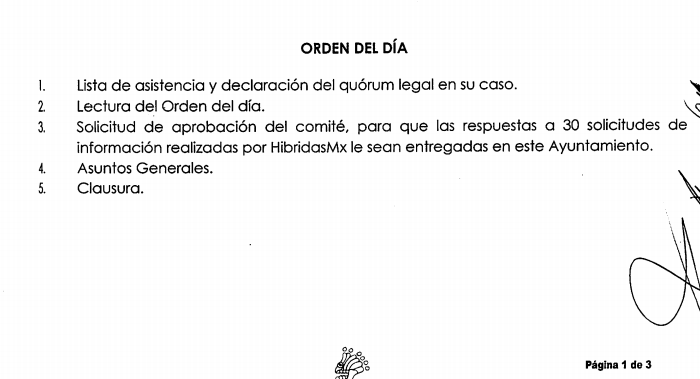 ORDEN DEL DÍA
1. Lista de asistencia y declaración del quórum legal en su caso.
2. Lectura del Orden del día.
3. Solicitud de aprobación del comité, para que las respuestas a 30 solicitudes de
información realizadas por HibridasMx le sean entregadas en este Ayuntamiento.
4. Asuntos Generales.
5. Clausura.
Página 1 de 3